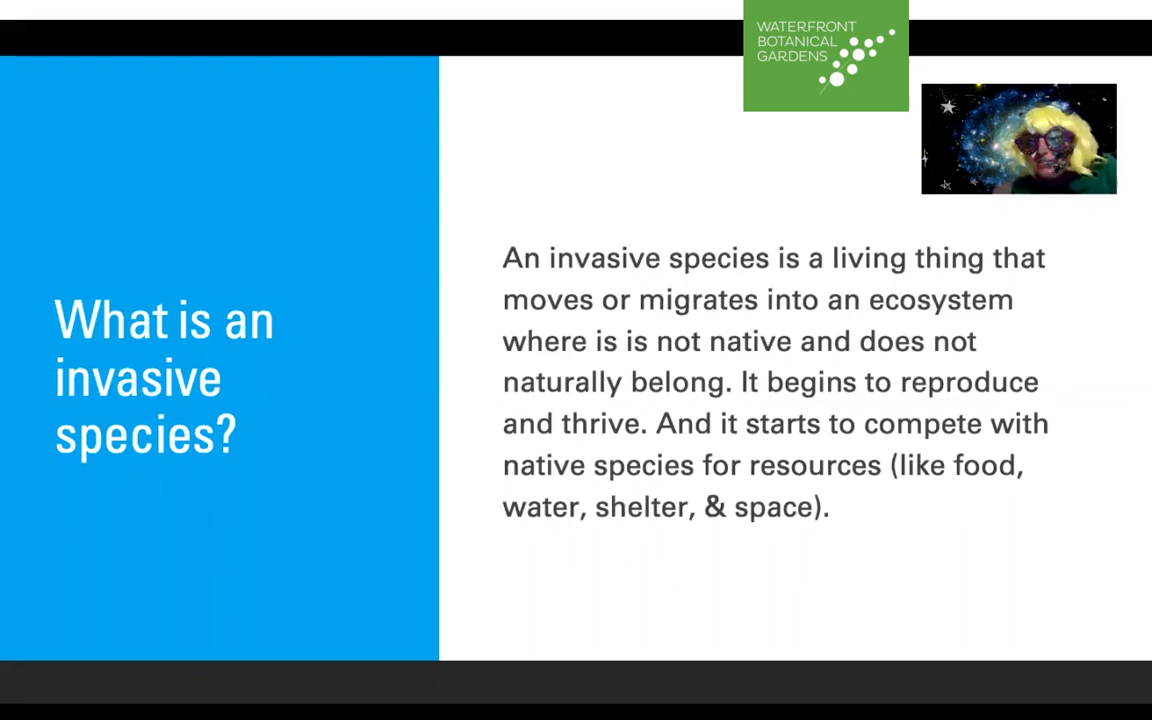 WATERFRONT
BOTANICAL
GARDENS
What is an
invasive
species?
An invasive species is a living thing that
moves or migrates into an ecosystem
where is is not native and does not
naturally belong. It begins to reproduce
and thrive. And it starts to compete with
native species for resources (like food,
water, shelter, & space).